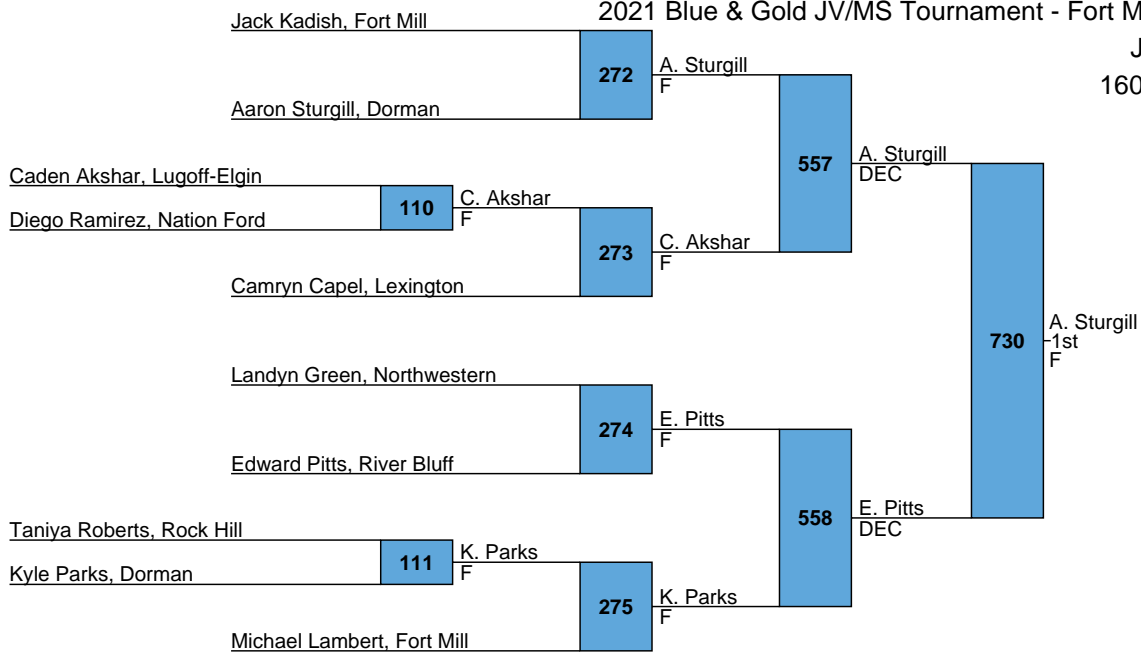 2021 Blue & Gold JV/MS Tournament - Fort M
J
160
Jack Kadish, Fort Mill
272
A. Sturgill
F
Aaron Sturgill, Dorman
557
A. Sturgill
DEC
Caden Akshar, Lugoff-Elgin
110
C. Akshar
F
Diego Ramirez, Nation Ford
273
C. Akshar
F
Camryn Capel, Lexington
730
A. Sturgill
1st
F
Landyn Green, Northwestern
274
E. Pitts
F
Edward Pitts, River Bluff
558
E. Pitts
DEC
Taniya Roberts, Rock Hill
111
K. Parks
F
Kyle Parks, Dorman
275
K. Parks
F
Michael Lambert, Fort Mill